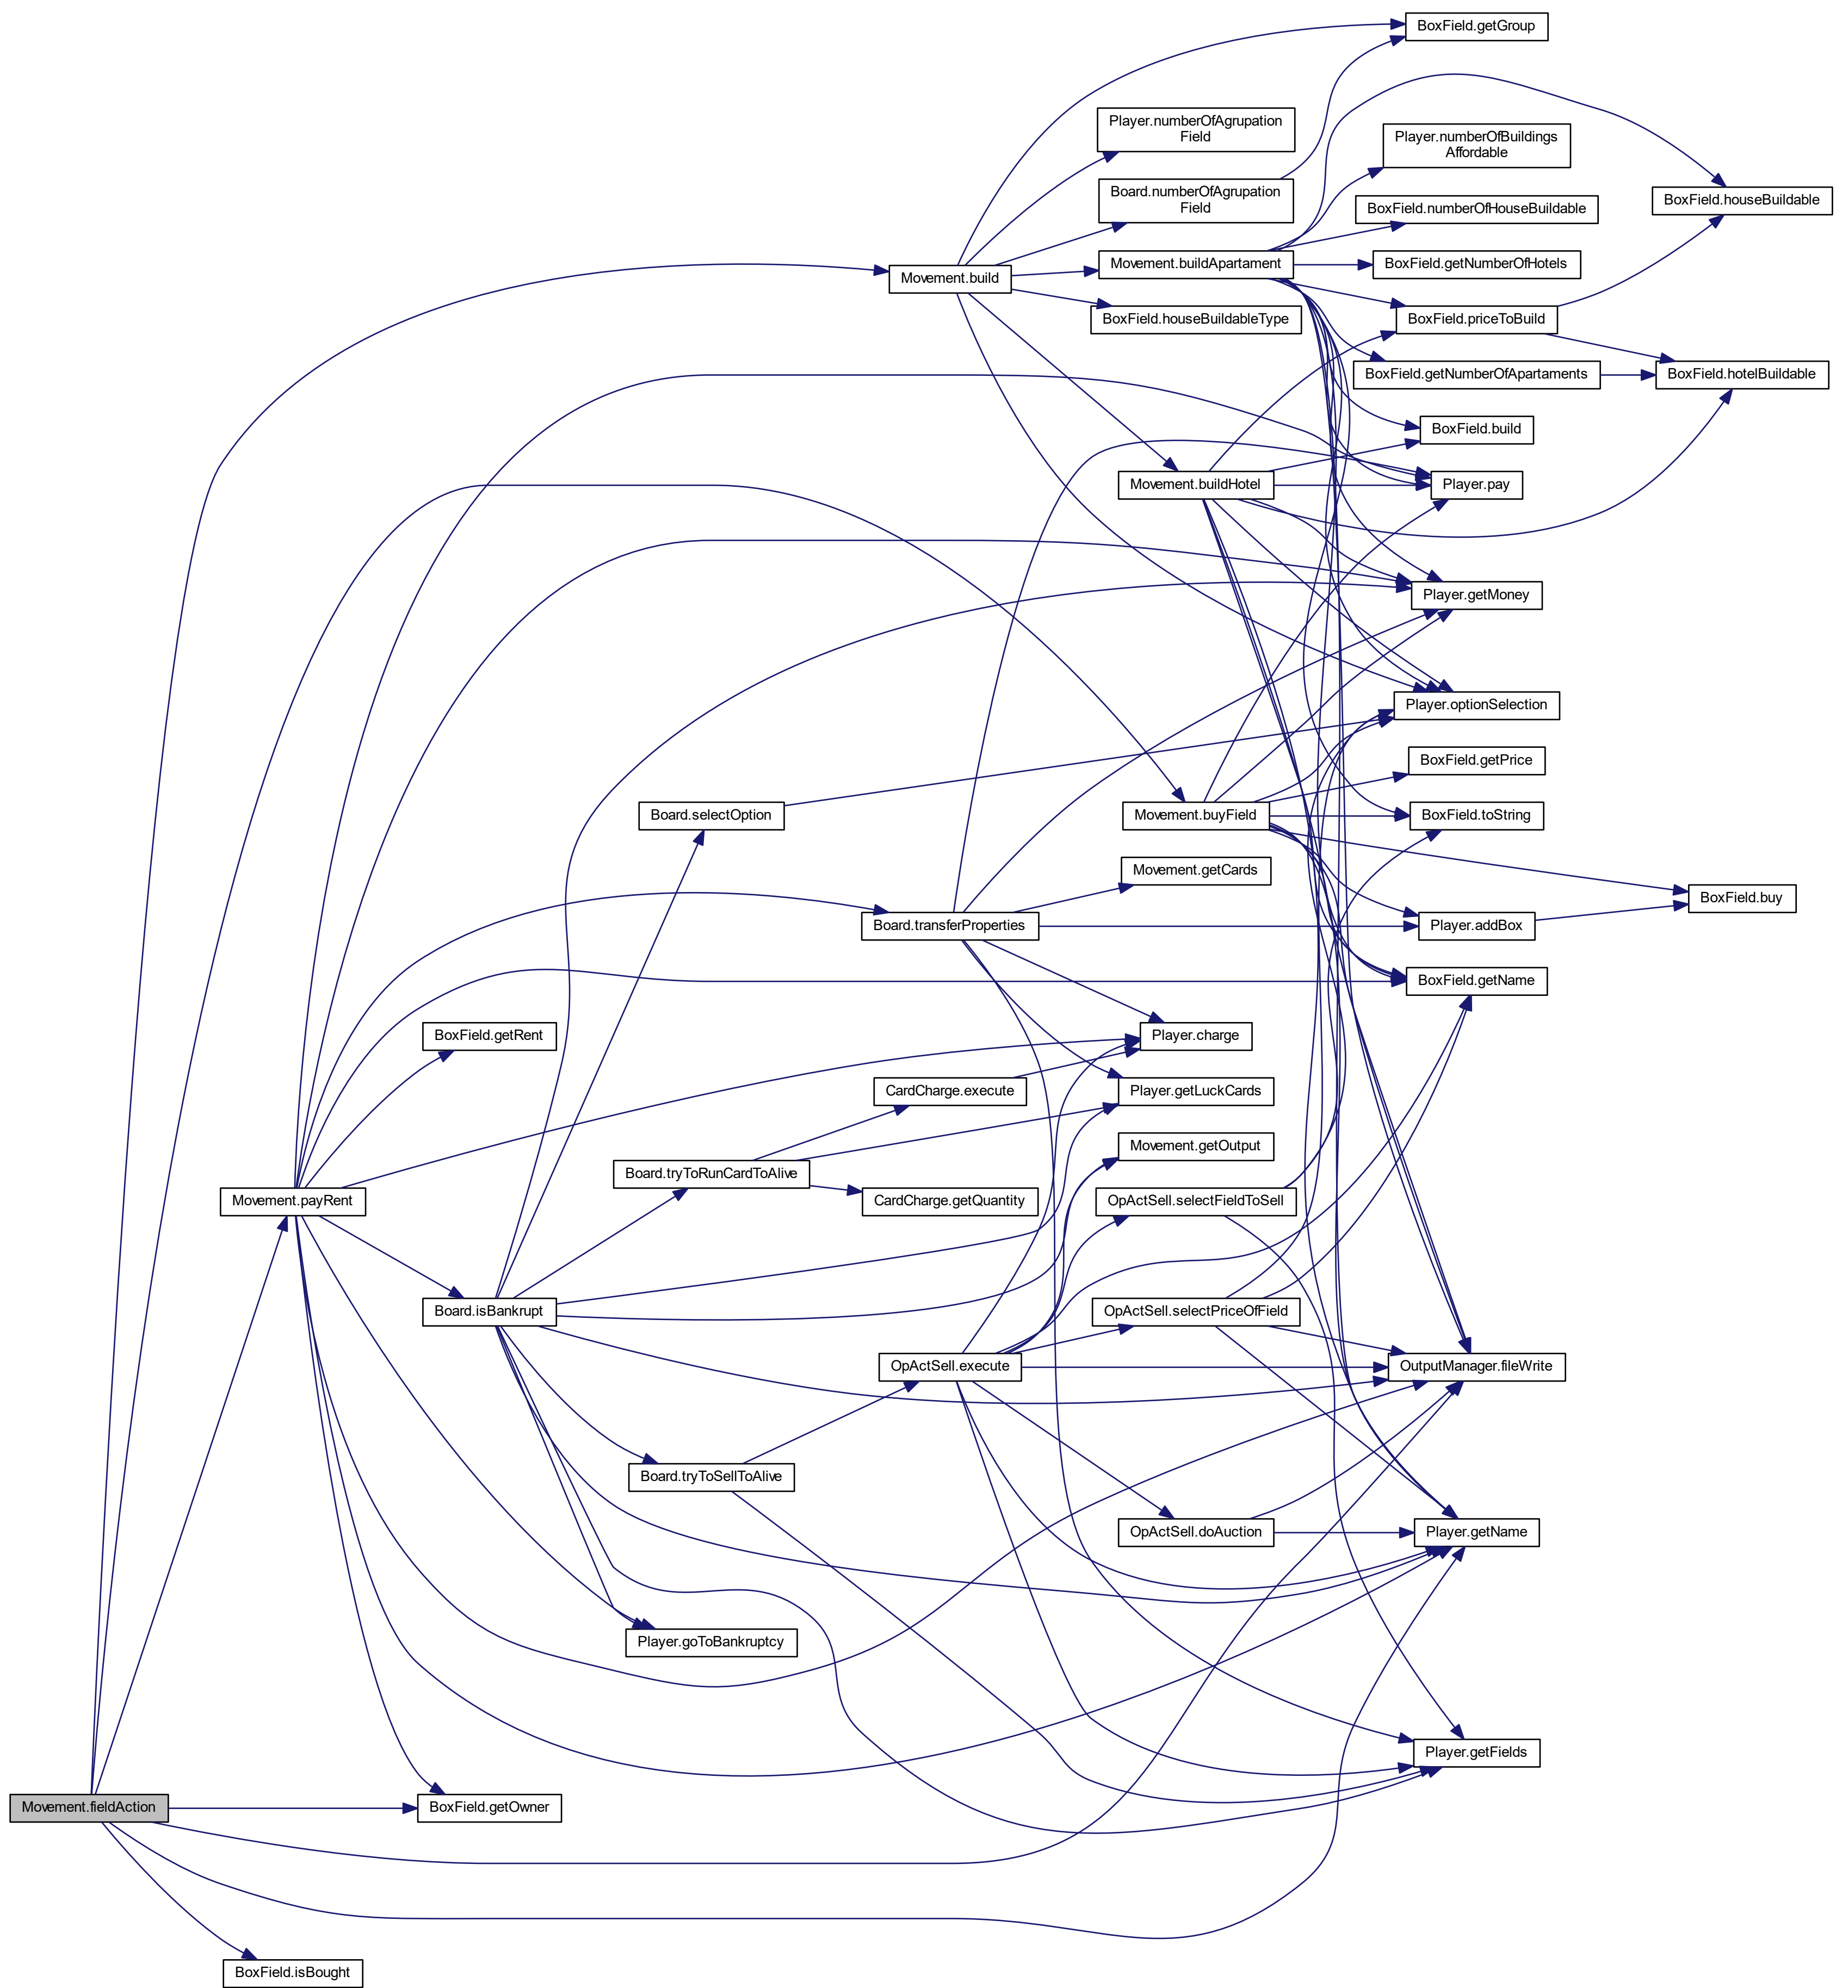 BoxField.getGroup
Player.numberOfAgrupation
Field
Player.numberOfBuildings
Affordable
Board.numberOfAgrupation
Field
BoxField.houseBuildable
BoxField.numberOfHouseBuildable
Movement.build
Movement.buildApartament
BoxField.getNumberOfHotels
BoxField.houseBuildableType
BoxField.priceToBuild
BoxField.getNumberOfApartaments
BoxField.hotelBuildable
BoxField.build
Movement.buildHotel
Player.pay
Player.getMoney
Player.optionSelection
BoxField.getPrice
Board.selectOption
Movement.buyField
BoxField.toString
Movement.getCards
BoxField.buy
Board.transferProperties
Player.addBox
BoxField.getName
BoxField.getRent
Player.charge
CardCharge.execute
Player.getLuckCards
Movement.getOutput
Board.tryToRunCardToAlive
Movement.payRent
CardCharge.getQuantity
OpActSell.selectFieldToSell
Board.isBankrupt
OpActSell.selectPriceOfField
OpActSell.execute
OutputManager.fileWrite
Board.tryToSellToAlive
OpActSell.doAuction
Player.getName
Player.goToBankruptcy
Player.getFields
Movement.fieldAction
BoxField.getOwner
BoxField.isBought